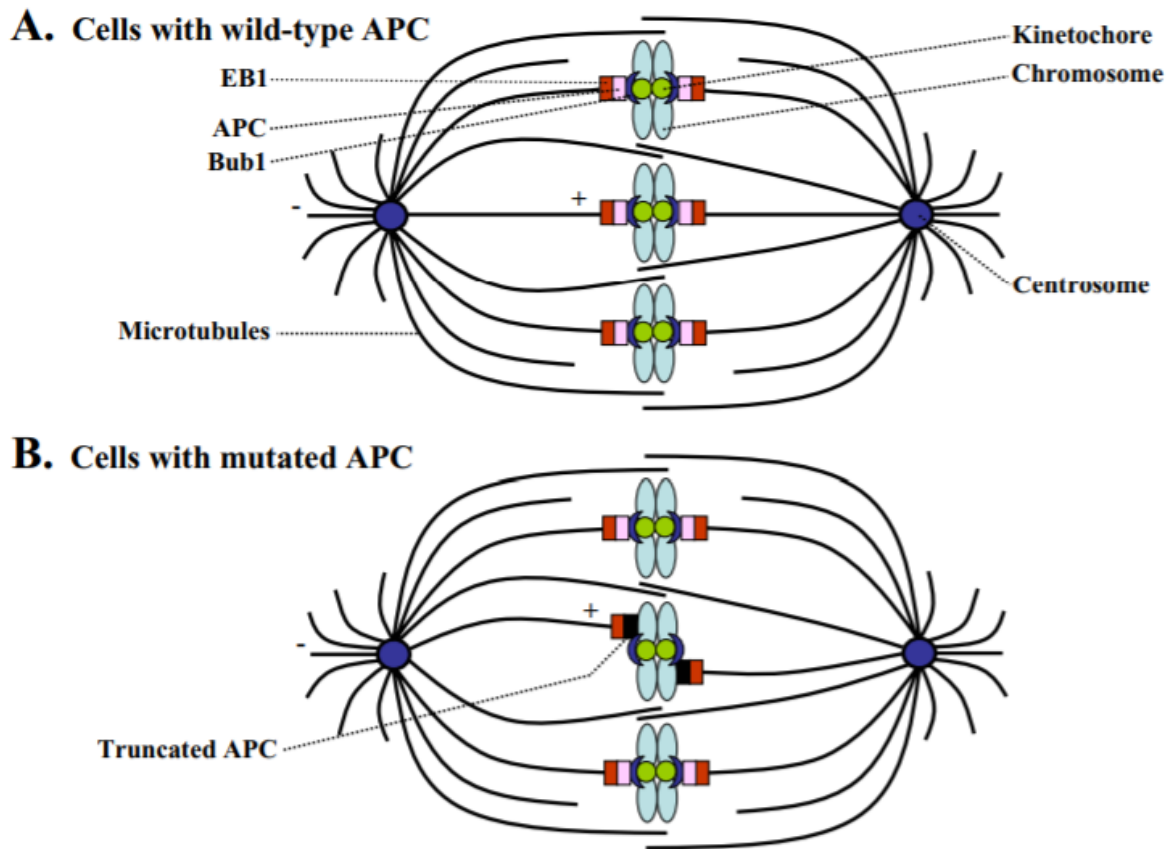 A. Cells with wild-type APC
Kinetochore
EB1
Chromosome
APC
Bub1
+
-
Centrosome
Microtubules
B. Cells with mutated APC
+
-
Truncated APC